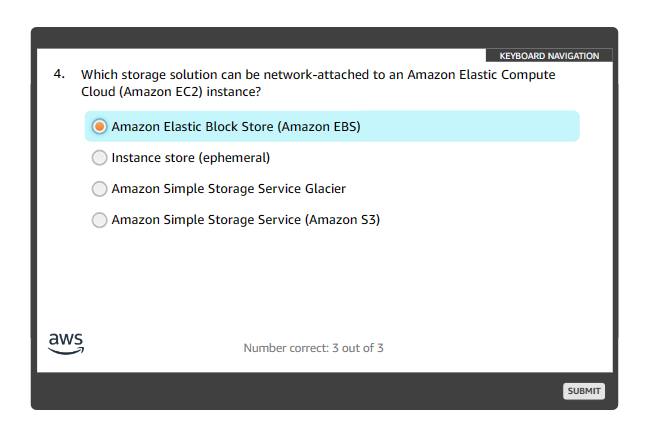 KEYBOARD NAVIGATION
4. Which storage solution can be network-attached to an Amazon Elastic Compute
Cloud (Amazon EC2) instance?
Amazon Elastic Block Store (Amazon EBS)
Instance store (ephemeral)
Amazon Simple Storage Service Glacier
Amazon Simple Storage Service (Amazon S3)
aws
Number correct: 3 out of 3
SUBMIT